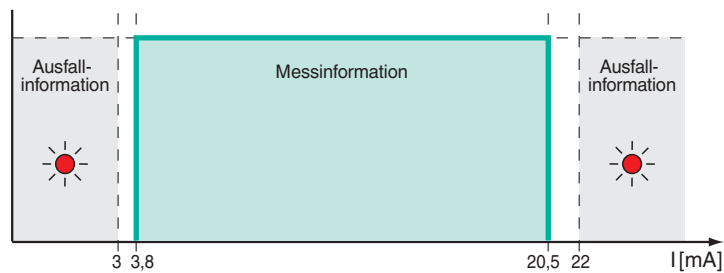 Ausfall-
information
Messinformation
Ausfall-
information
3 3,8 20,5 22 I [mA]